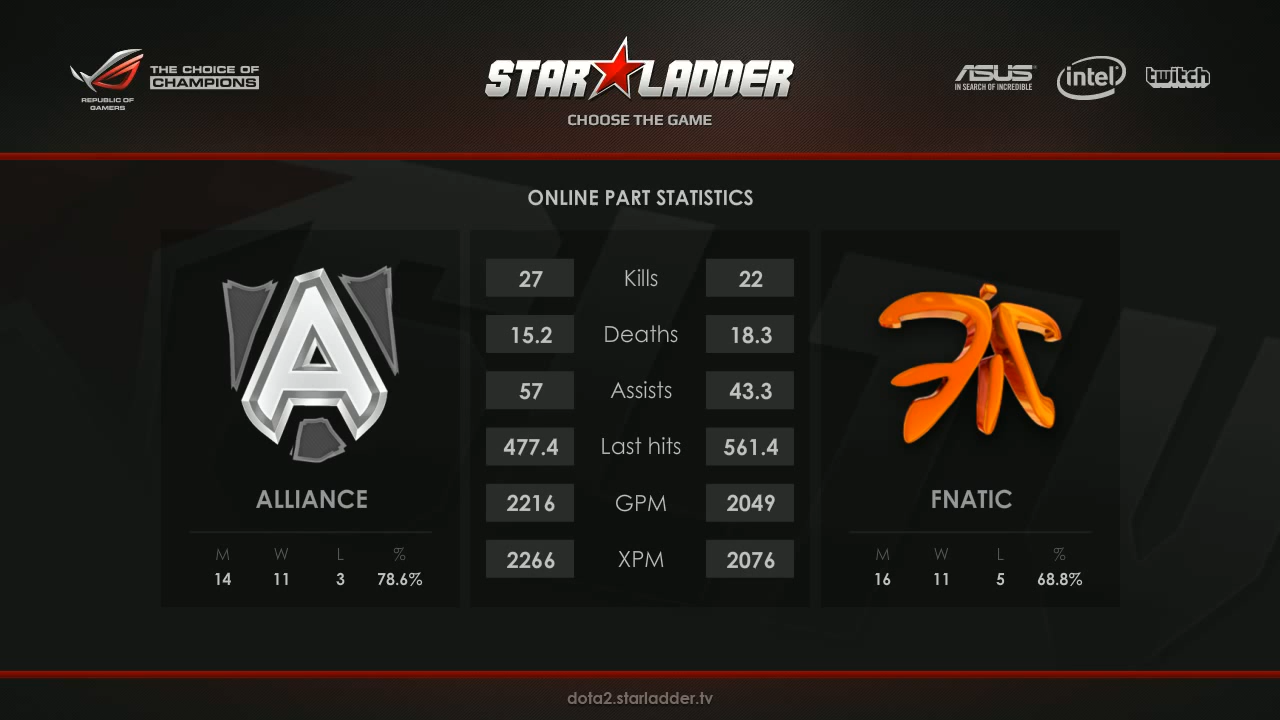 REPUBLIC OF
GAMERS
THE CHOICE OF
CHAMPIONS
STAR LADDER
CHOOSE THE GAME
ASUS
IN SEARCH OF INCREDIBLE
intel
twitch
ONLINE PART STATISTICS
27 Kills 22
15.2 Deaths 18.3
57 Assists 43.3
477.4 Last hits 561.4
2216 GPM 2049
2266 XPM 2076
A
ALLIANCE
M W L %
14 11 3 78.6%
FNATIC
M W L %
16 11 5 68.8%
dota2.starladder.tv